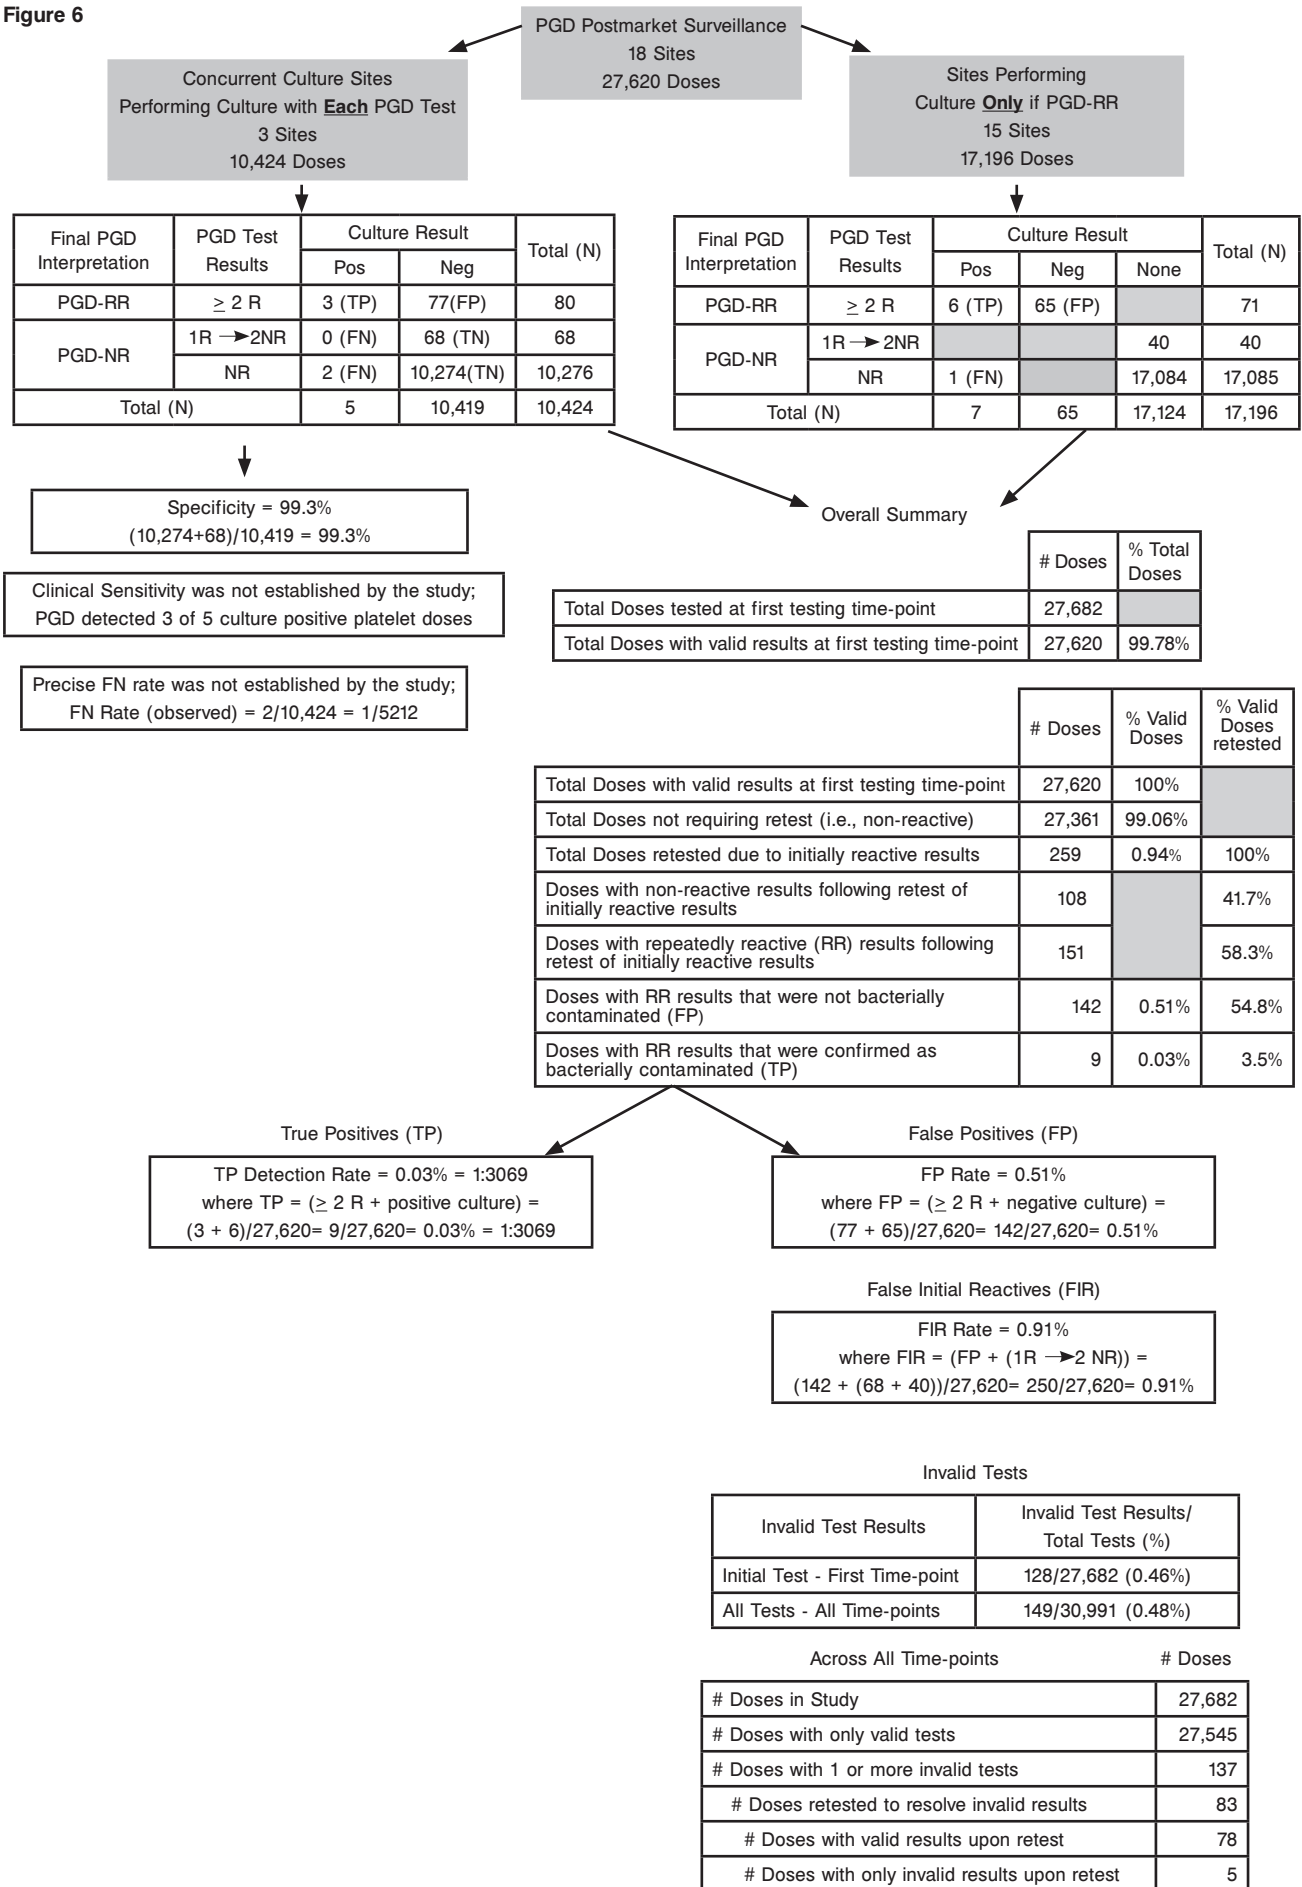 Figure 6
PGD Postmarket Surveillance
18 Sites
27,620 Doses
Concurrent Culture Sites
Performing Culture with Each PGD Test
3 Sites
10,424 Doses
Sites Performing
Culture Only if PGD-RR
15 Sites
17,196 Doses
Final PGD Interpretation PGD Test Results Culture Result Total (N)
Pos Neg
PGD-RR ≥ 2 R 3 (TP) 77(FP) 80
PGD-NR 1R → 2NR 0 (FN) 68 (TN) 68
NR 2 (FN) 10,274(TN) 10,276
Total (N) 5 10,419 10,424
Final PGD Interpretation PGD Test Results Culture Result Total (N)
Pos Neg None
PGD-RR ≥ 2 R 6 (TP) 65 (FP) 71
PGD-NR 1R → 2NR 40 40
NR 1 (FN) 17,084 17,085
Total (N) 7 65 17,124 17,196
Specificity = 99.3%
(10,274+68)/10,419 = 99.3%
Clinical Sensitivity was not established by the study;
PGD detected 3 of 5 culture positive platelet doses
Precise FN rate was not established by the study;
FN Rate (observed) = 2/10,424 = 1/5212
Overall Summary
# Doses % Total Doses
Total Doses tested at first testing time-point 27,682
Total Doses with valid results at first testing time-point 27,620 99.78%
# Doses % Valid Doses % Valid Doses retested
Total Doses with valid results at first testing time-point 27,620 100%
Total Doses not requiring retest (i.e., non-reactive) 27,361 99.06%
Total Doses retested due to initially reactive results 259 0.94% 100%
Doses with non-reactive results following retest of
initially reactive results 108 41.7%
Doses with repeatedly reactive (RR) results following
retest of initially reactive results 151 58.3%
Doses with RR results that were not bacterially
contaminated (FP) 142 0.51% 54.8%
Doses with RR results that were confirmed as
bacterially contaminated (TP) 9 0.03% 3.5%
True Positives (TP)
TP Detection Rate = 0.03% = 1:3069
where TP = (≥ 2 R + positive culture) =
(3 + 6)/27,620= 9/27,620= 0.03% = 1:3069
False Positives (FP)
FP Rate = 0.51%
where FP = (≥ 2 R + negative culture) =
(77 + 65)/27,620= 142/27,620= 0.51%
False Initial Reactives (FIR)
FIR Rate = 0.91%
where FIR = (FP + (1R → 2 NR)) =
(142 + (68 + 40))/27,620= 250/27,620= 0.91%
Invalid Tests
Invalid Test Results Invalid Test Results/ Total Tests (%)
Initial Test - First Time-point 128/27,682 (0.46%)
All Tests - All Time-points 149/30,991 (0.48%)
Across All Time-points # Doses
# Doses in Study 27,682
# Doses with only valid tests 27,545
# Doses with 1 or more invalid tests 137
# Doses retested to resolve invalid results 83
# Doses with valid results upon retest 78
# Doses with only invalid results upon retest 5